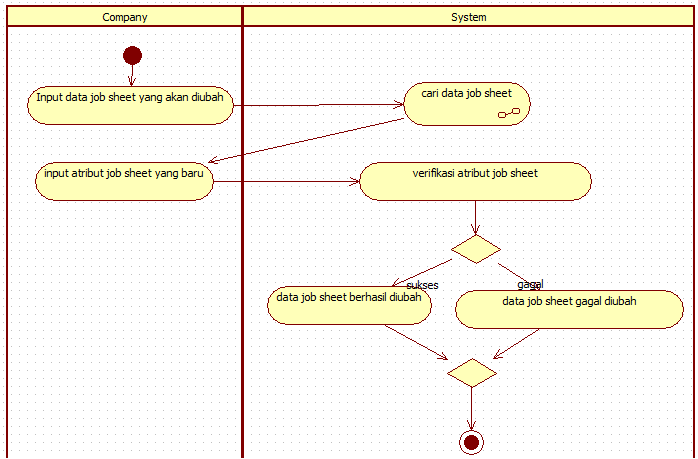 Company
System
Input data job sheet yang akan diubah
cari data job sheet
input atribut job sheet yang baru
verifikasi atribut job sheet
sukses
gagal
data job sheet berhasil diubah
data job sheet gagal diubah